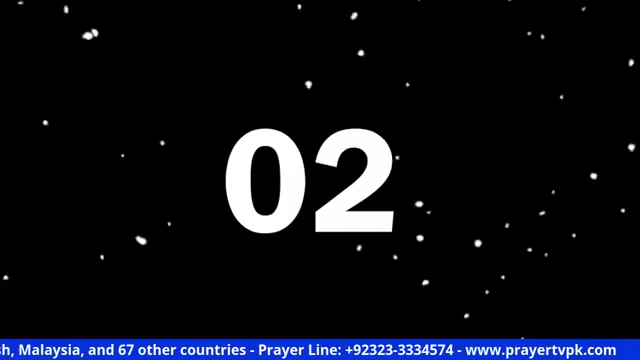 02
Malaysia, and 67 other countries - Prayer Line: +92323-3334574 - www.prayertvpk.com